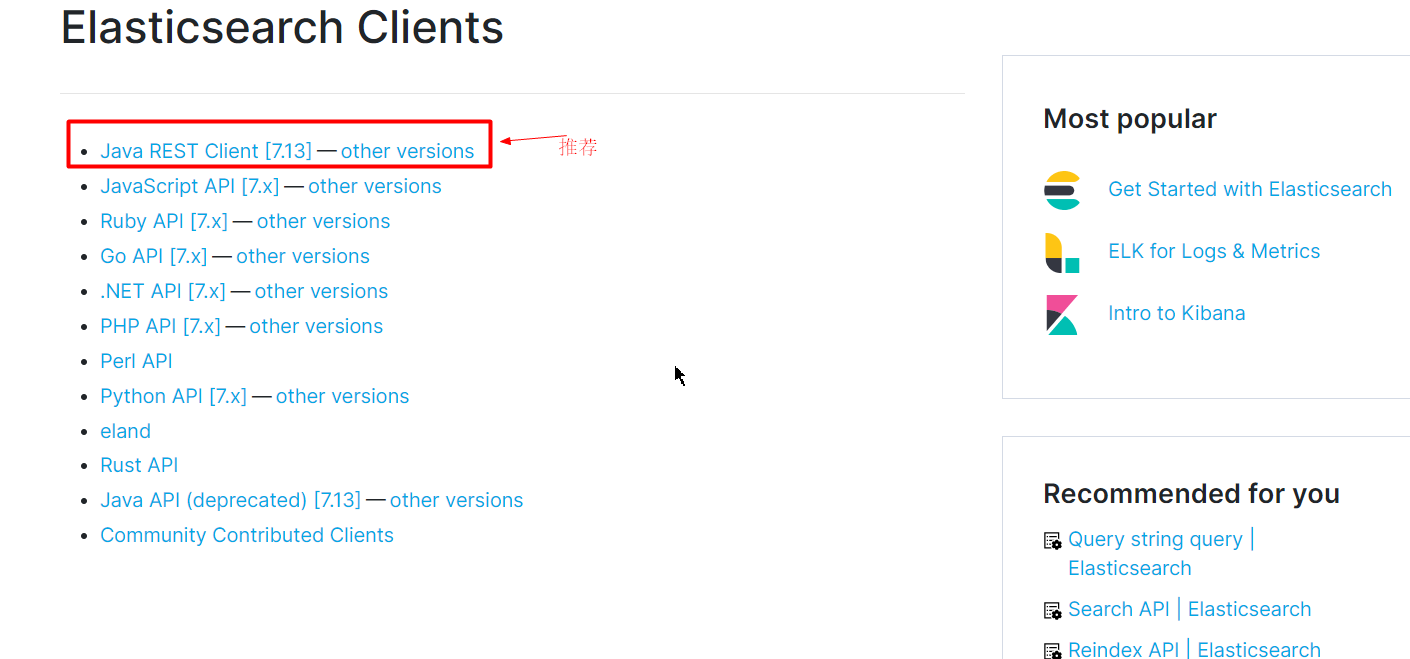 Elasticsearch Clients
Java REST Client [7.13] — other versions
推荐
JavaScript API [7.x] — other versions
Ruby API [7.x] — other versions
Go API [7.x] — other versions
.NET API [7.x] — other versions
PHP API [7.x] — other versions
Perl API
Python API [7.x] — other versions
eland
Rust API
Java API (deprecated) [7.13] — other versions
Community Contributed Clients
Most popular
Get Started with Elasticsearch
ELK for Logs & Metrics
Intro to Kibana
Recommended for you
Query string query |
Elasticsearch
Search API | Elasticsearch
Reindex API | Elasticsearch